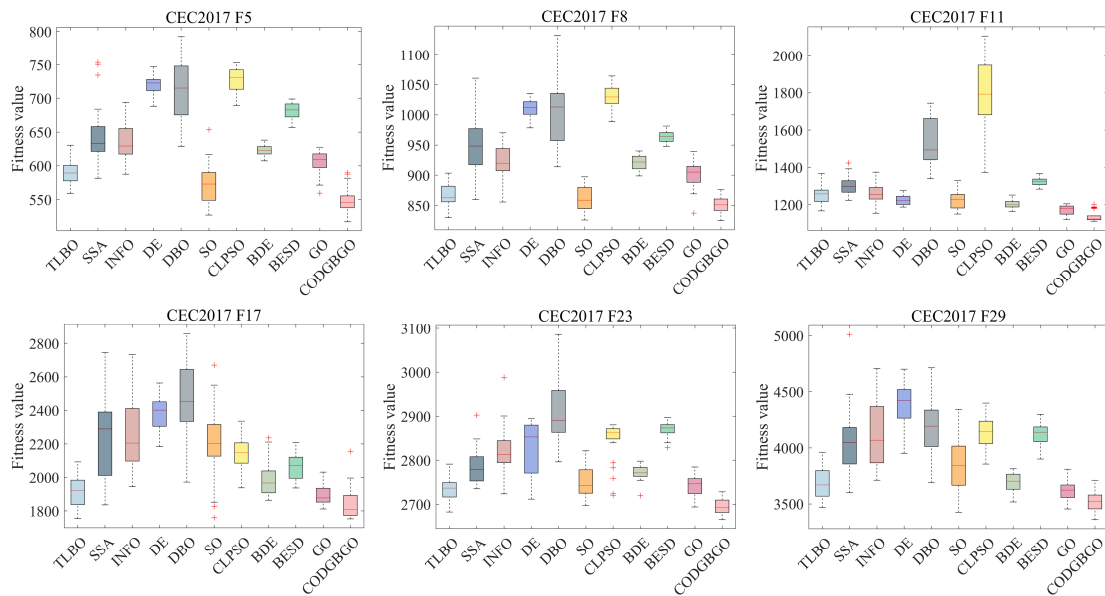 CEC2017 F5
Fitness value
800
750
700
650
600
550
TLBO
SSA
INFO
DE
DBO
SO
CLPSO
BDE
BESD
GO
CODGBGO
CEC2017 F8
Fitness value
1100
1050
1000
950
900
850
TLBO
SSA
INFO
DE
DBO
SO
CLPSO
BDE
BESD
GO
CODGBGO
CEC2017 F11
Fitness value
2000
1800
1600
1400
1200
TLBO
SSA
INFO
DE
DBO
SO
CLPSO
BDE
BESD
GO
CODGBGO
CEC2017 F17
Fitness value
2800
2600
2400
2200
2000
1800
TLBO
SSA
INFO
DE
DBO
SO
CLPSO
BDE
BESD
GO
CODGBGO
CEC2017 F23
Fitness value
3100
3000
2900
2800
2700
TLBO
SSA
INFO
DE
DBO
SO
CLPSO
BDE
BESD
GO
CODGBGO
CEC2017 F29
Fitness value
5000
4500
4000
3500
TLBO
SSA
INFO
DE
DBO
SO
CLPSO
BDE
BESD
GO
CODGBGO